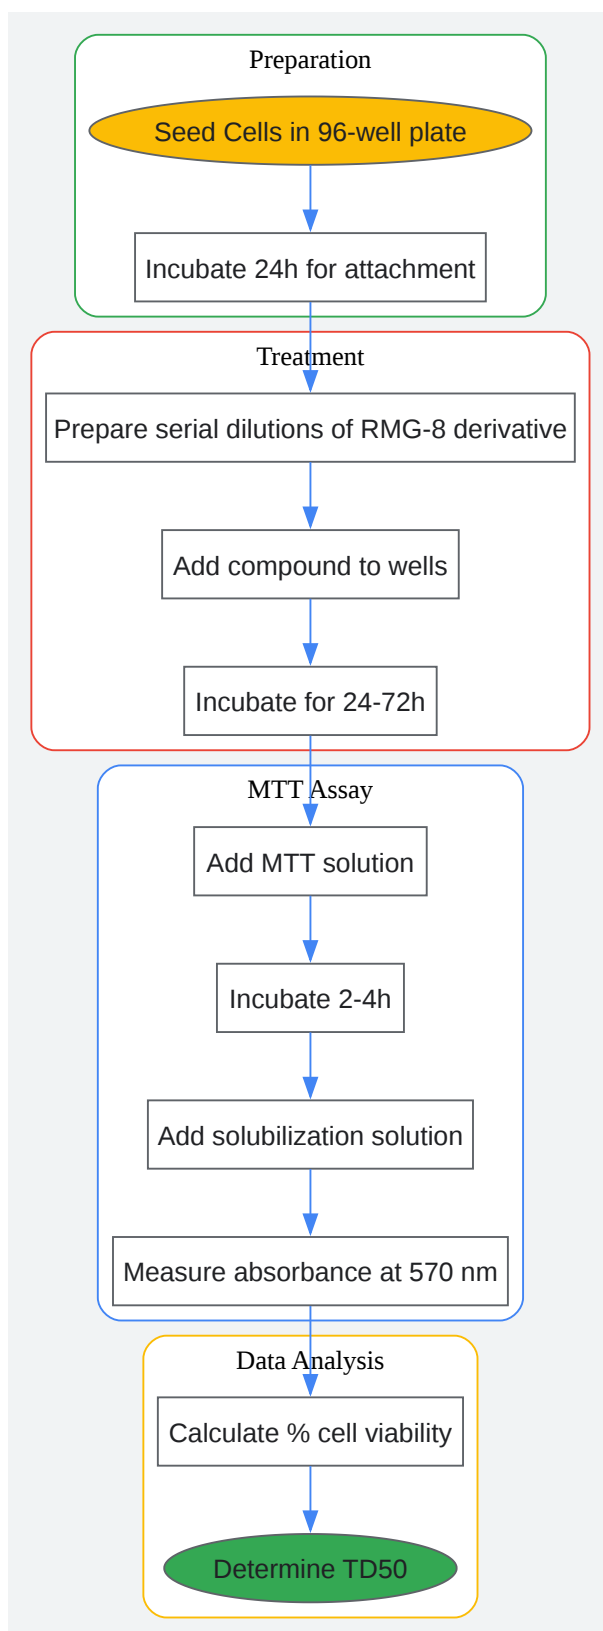 Preparation
Seed Cells in 96-well plate
Incubate 24h for attachment
Treatment
Prepare serial dilutions of RMG-8 derivative
Add compound to wells
Incubate for 24-72h
MTT Assay
Add MTT solution
Incubate 2-4h
Add solubilization solution
Measure absorbance at 570 nm
Data Analysis
Calculate % cell viability
Determine TD50